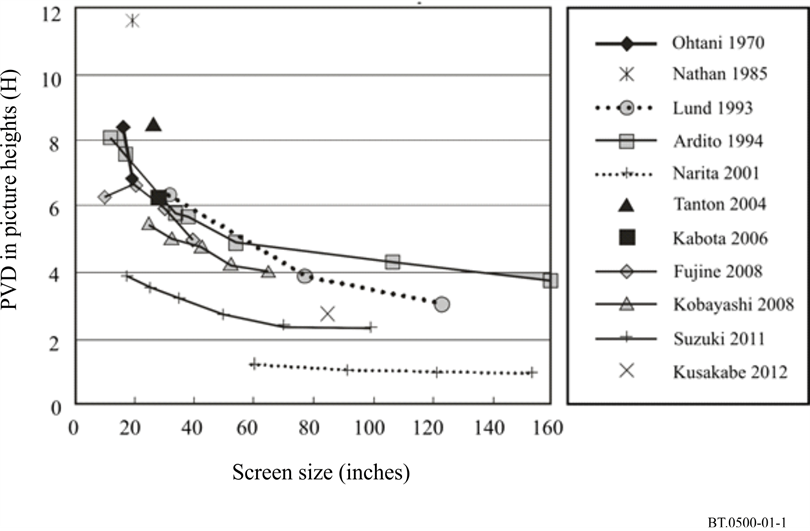 PVD in picture heights (H)
12
10
8
6
4
2
0
0 20 40 60 80 100 120 140 160
Screen size (inches)
Ohtani 1970
Nathan 1985
Lund 1993
Ardito 1994
Narita 2001
Tanton 2004
Kabota 2006
Fujine 2008
Kobayashi 2008
Suzuki 2011
Kusakabe 2012
BT.0500-01-1